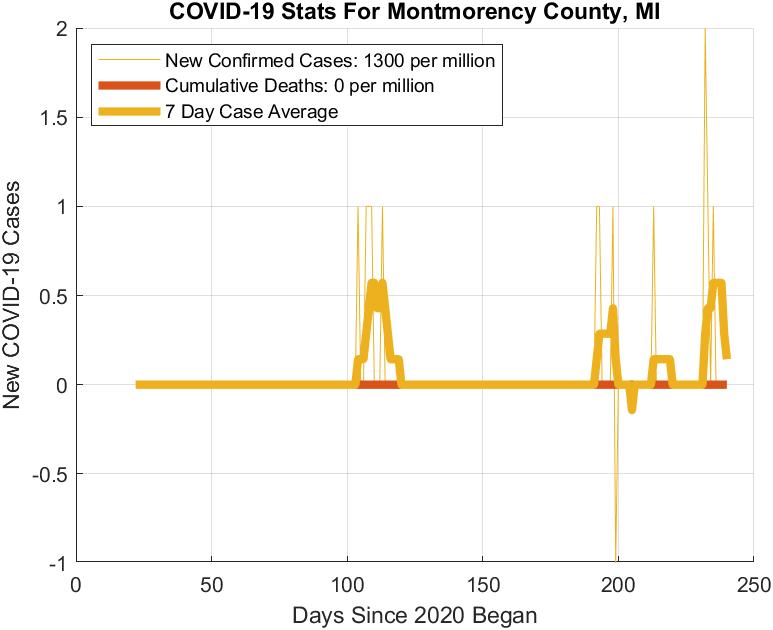 COVID-19 Stats For Montmorency County, MI
New Confirmed Cases: 1300 per million
Cumulative Deaths: 0 per million
7 Day Case Average
New COVID-19 Cases
2
1.5
1
0.5
0
-0.5
-1
0 50 100 150 200 250
Days Since 2020 Began